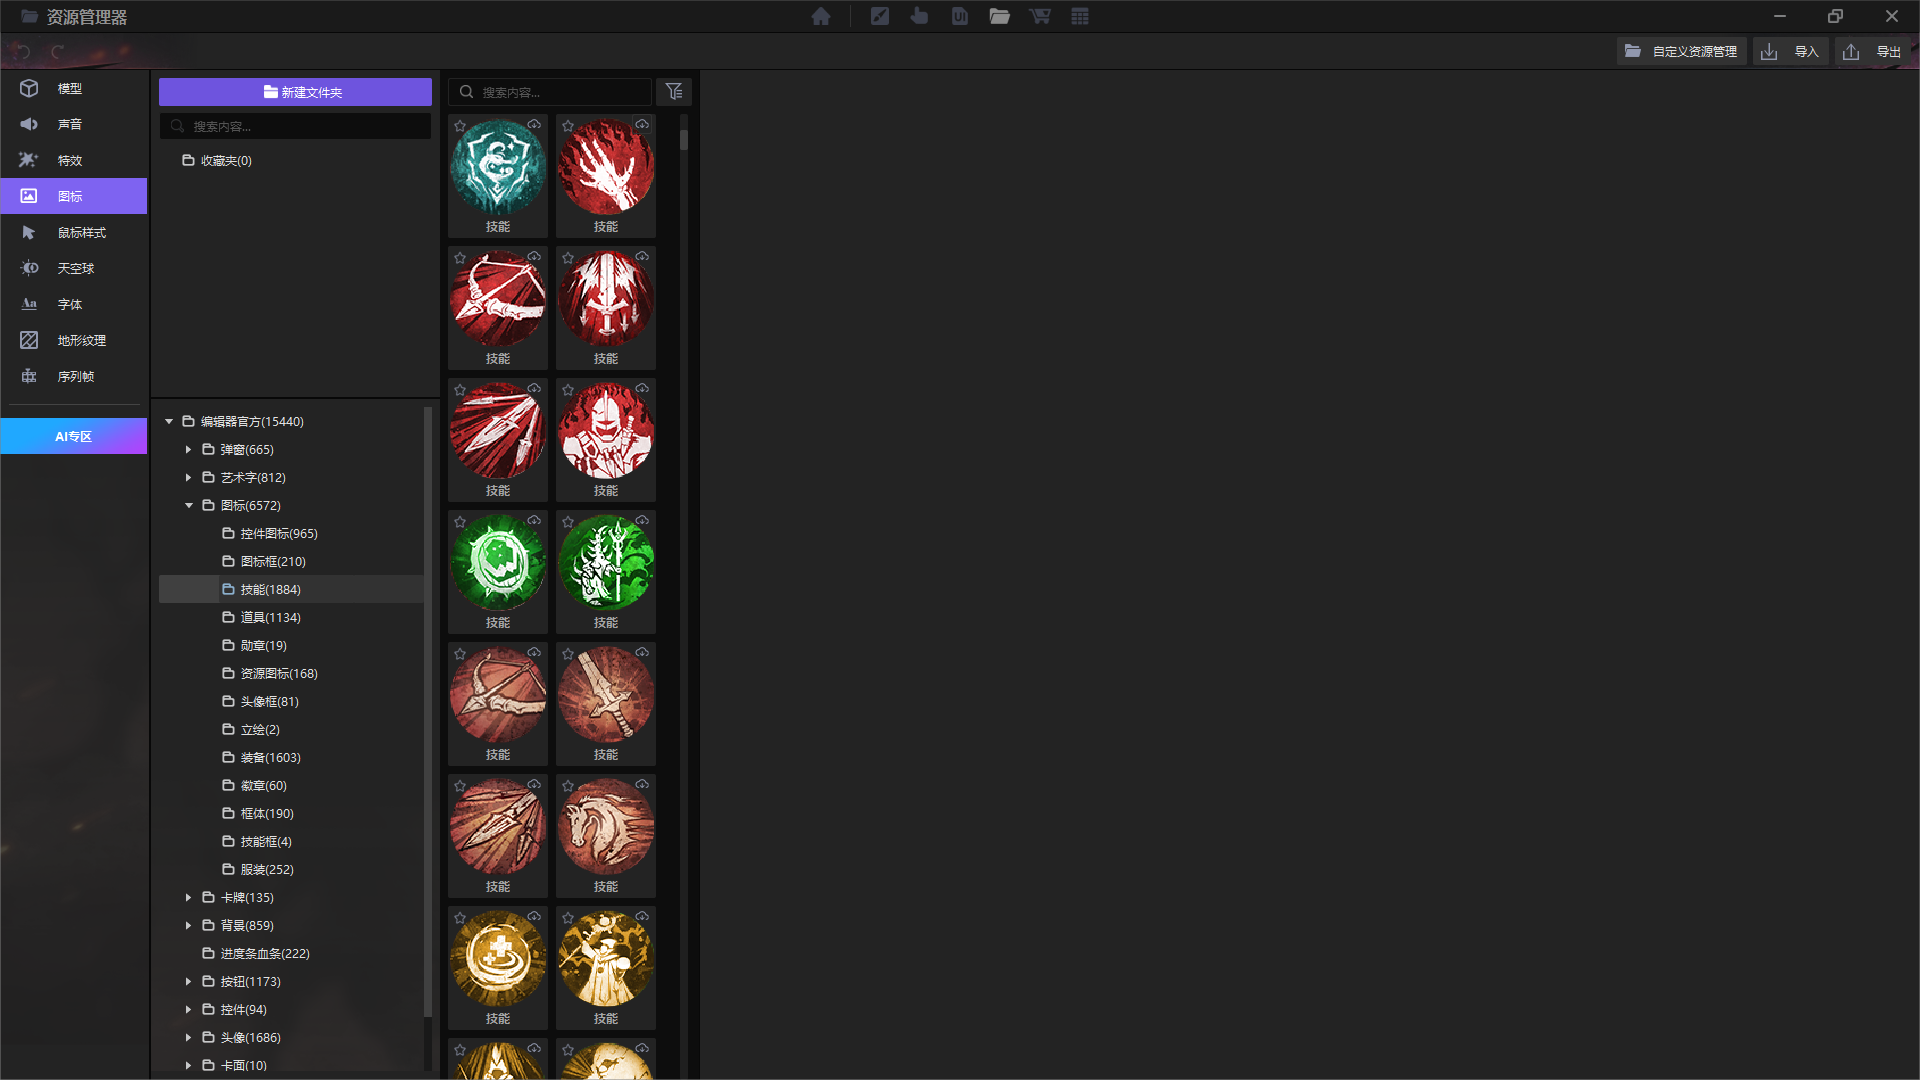 资源管理器
UI
自定义资源管理
导入
导出
模型
声音
特效
图标
鼠标样式
天空球
Aa
字体
地形纹理
序列帧
AI专区
新建文件夹
搜索内容...
收藏夹(0)
编辑器官方(15440)
弹窗(665)
艺术字(812)
图标(6572)
控件图标(965)
图标框(210)
技能(1884)
道具(1134)
勋章(19)
资源图标(168)
头像框(81)
立绘(2)
装备(1603)
徽章(60)
框体(190)
技能框(4)
服装(252)
卡牌(135)
背景(859)
进度条血条(222)
按钮(1173)
控件(94)
头像(1686)
卡面(10)
搜索内容...
技能
技能
技能
技能
技能
技能
技能
技能
技能
技能
技能
技能
技能
技能